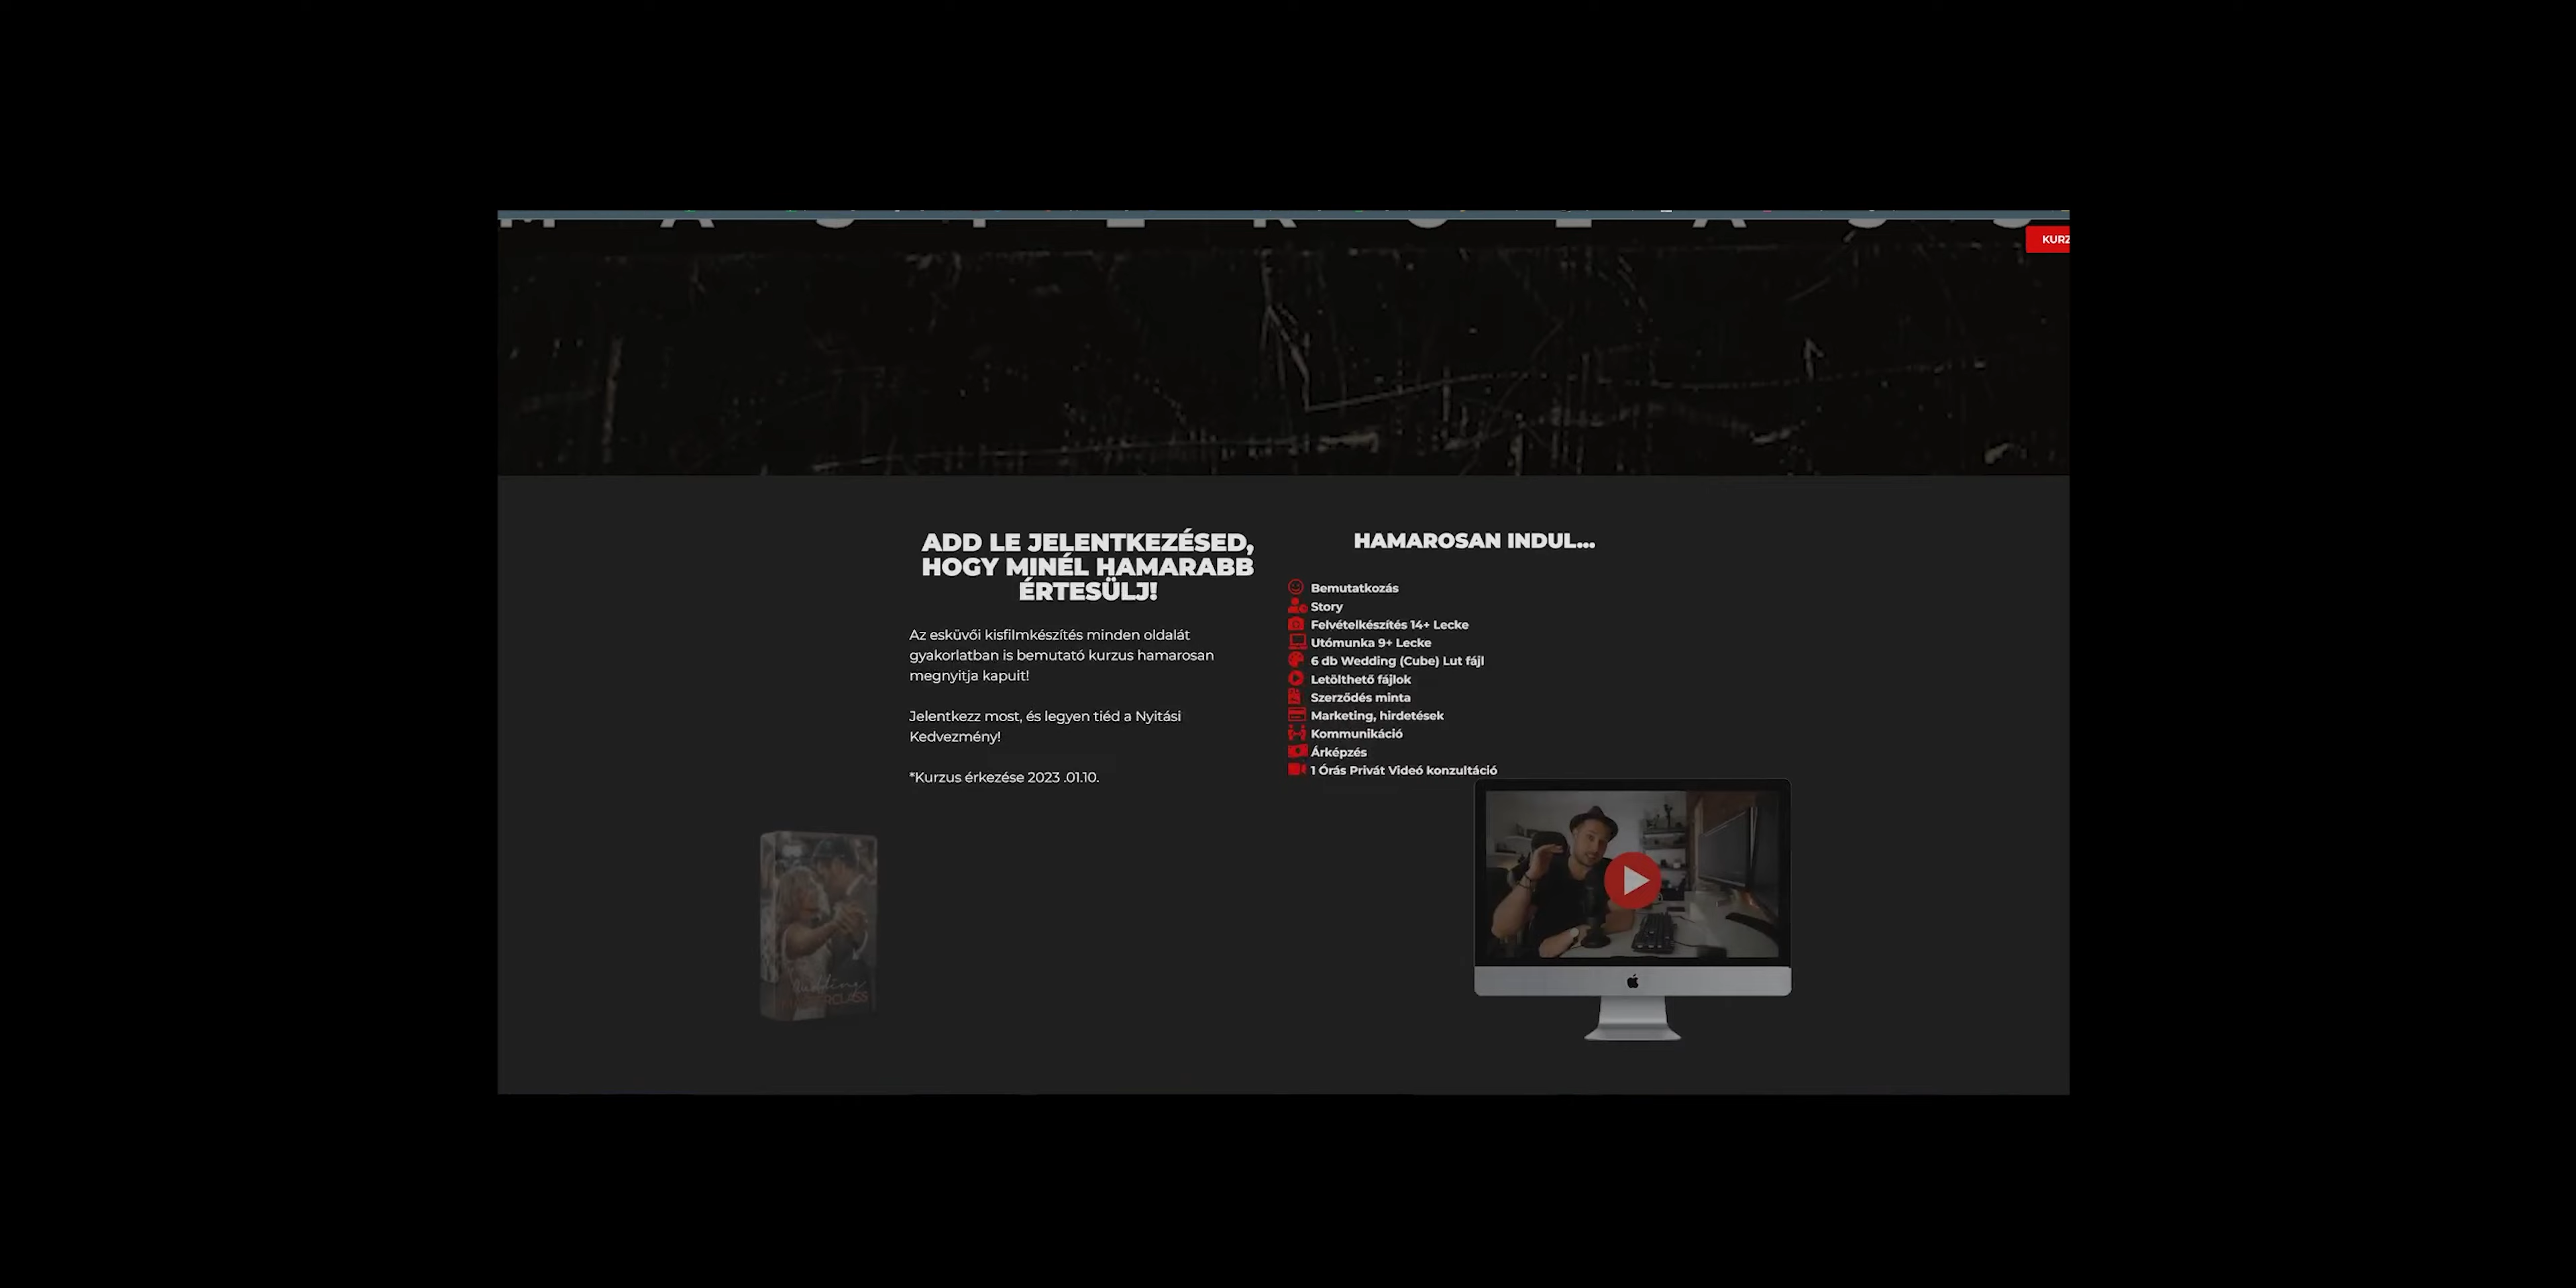 M A S T E R C L A S S
KURZ
ADD LE JELENTKEZÉSED,
HOGY MINÉL HAMARABB
ÉRTESÜLJ!
Az esküvői kisfilmkészítés minden oldalát
gyakorlatban is bemutató kurzus hamarosan
megnyitja kapuit!
Jelentkezz most, és legyen tiéd a Nyitási
Kedvezmény!
*Kurzus érkezése 2023 .01.10.
HAMAROSAN INDUL...
Bemutatkozás
Story
Felvételkészítés 14+ Lecke
Utómunka 9+ Lecke
6 db Wedding (Cube) Lut fájl
Letölthető fájlok
Szerződés minta
Marketing, hirdetések
Kommunikáció
Árképzés
1 Órás Privát Videó konzultáció
Wedding